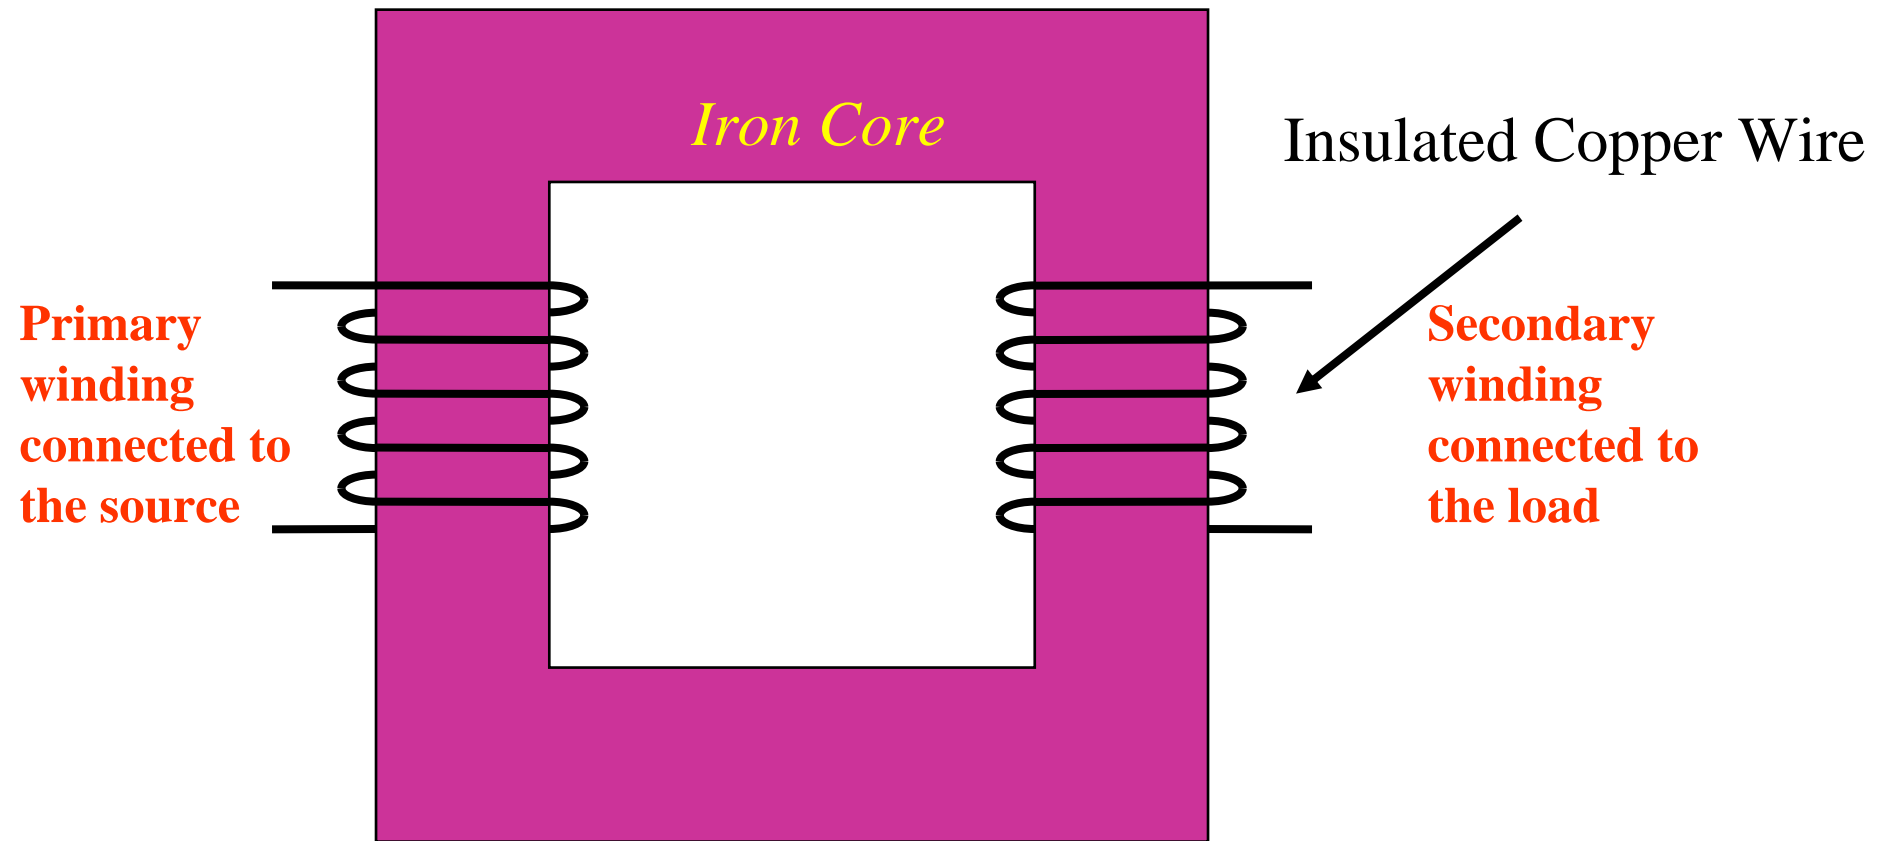 Iron Core
Insulated Copper Wire
Primary
winding
connected to
the source
Secondary
winding
connected to
the load